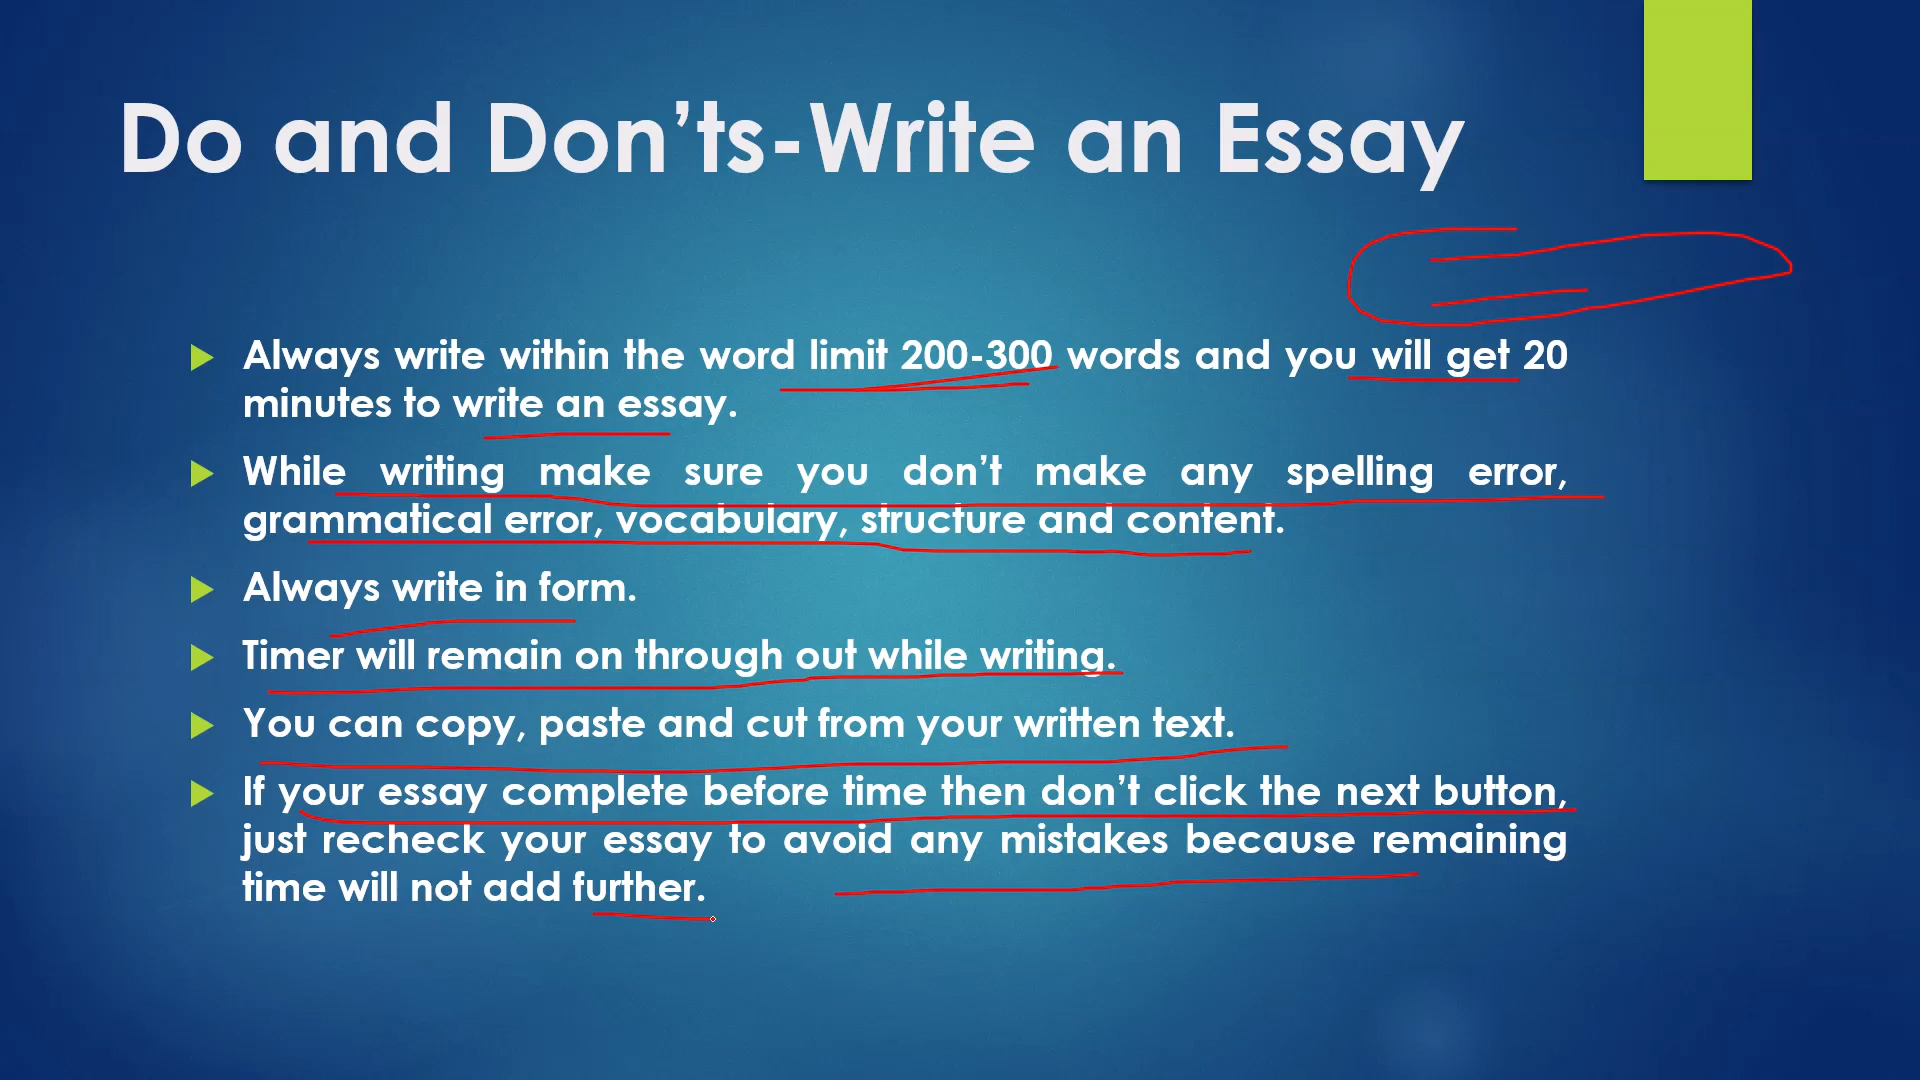 Do and Don’ts-Write an Essay
Always write within the word limit 200-300 words and you will get 20
minutes to write an essay.
While writing make sure you don’t make any spelling error,
grammatical error, vocabulary, structure and content.
Always write in form.
Timer will remain on through out while writing.
You can copy, paste and cut from your written text.
If your essay complete before time then don’t click the next button,
just recheck your essay to avoid any mistakes because remaining
time will not add further.